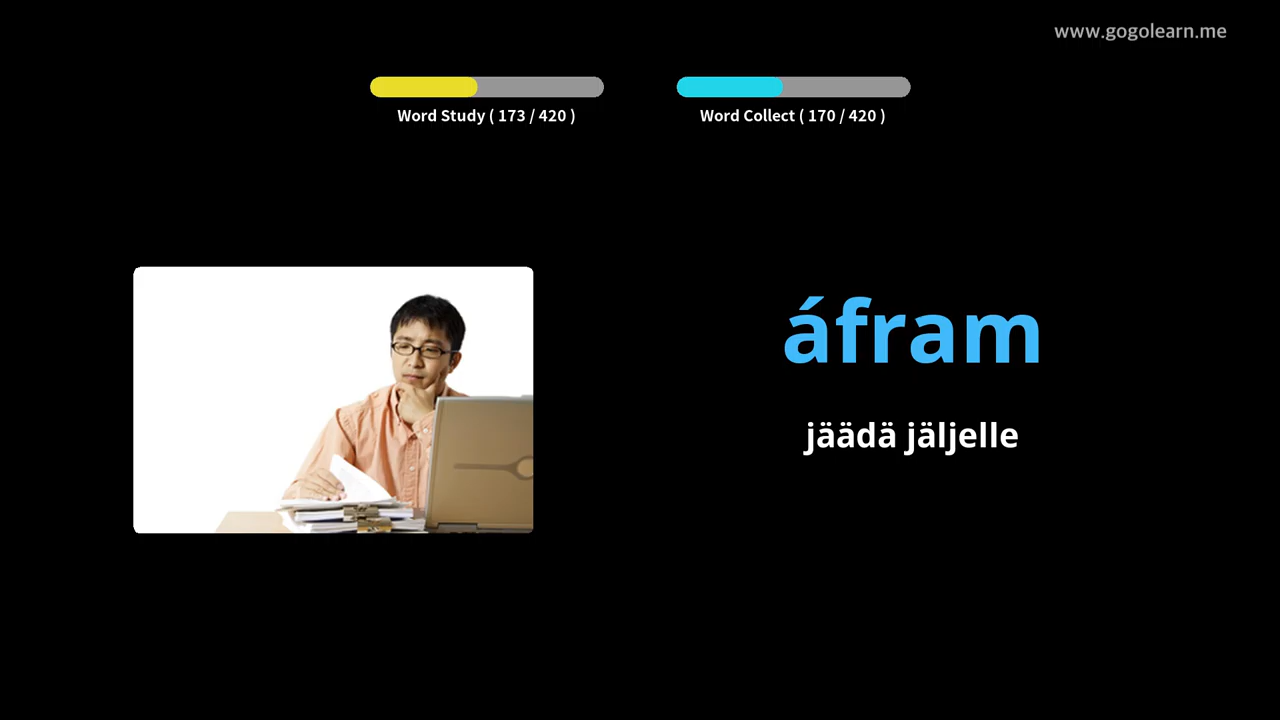 www.gogolearn.me
Word Study ( 173 / 420 )
Word Collect ( 170 / 420 )
áfram
jäädä jäljelle